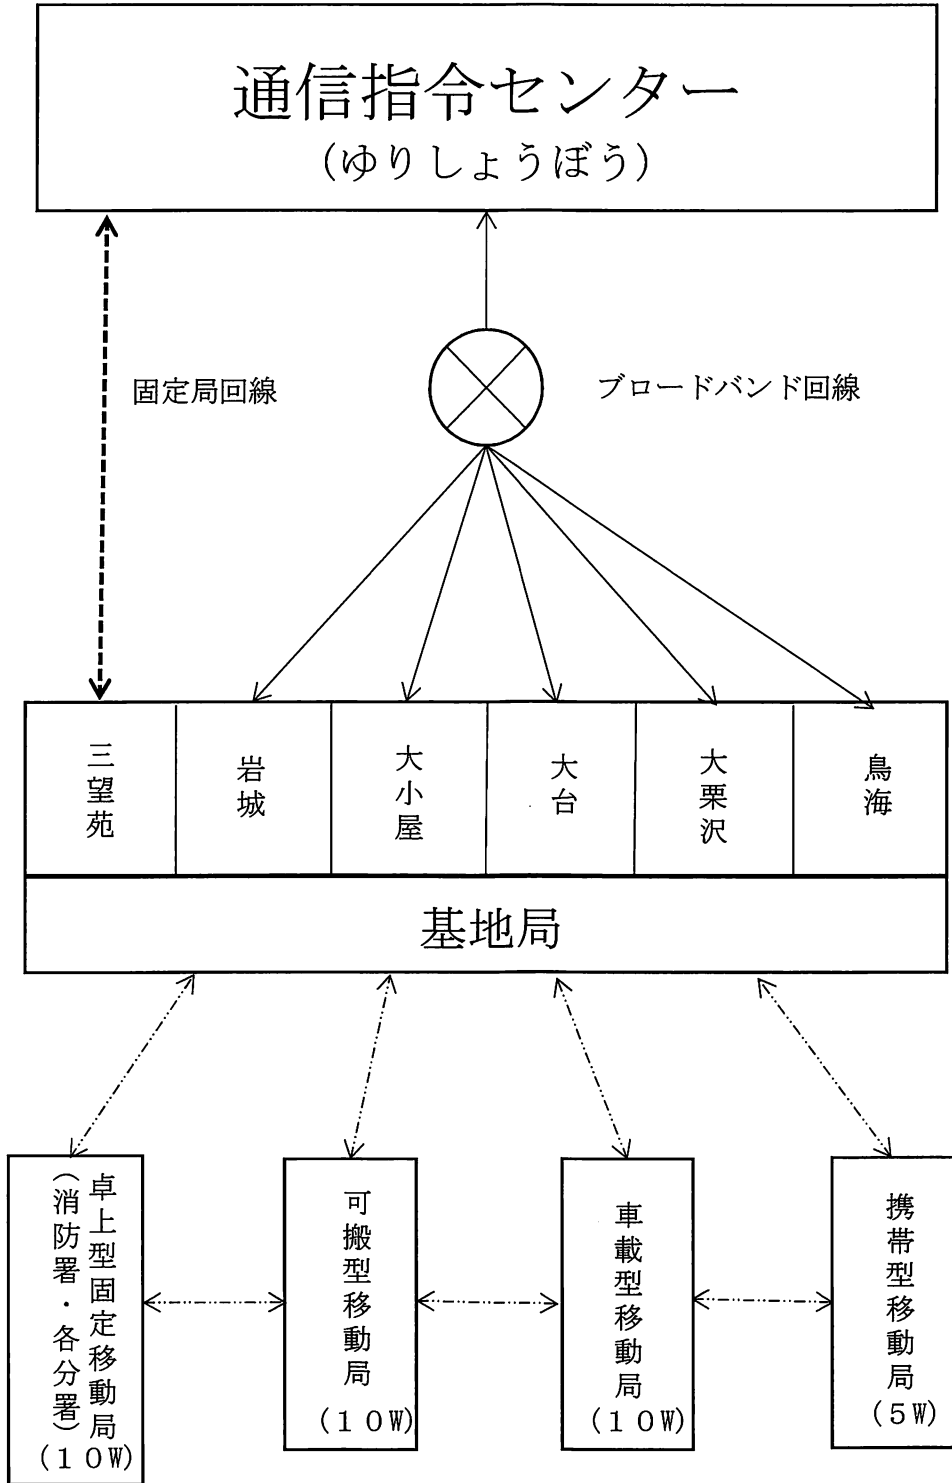 通信指令センター
(ゆりしょうぼう)
固定局回線
ブロードバンド回線
三望苑
岩城
大小屋
大台
大栗沢
鳥海
基地局
卓上型固定移動局
(消防署・各分署)
(10W)
可搬型移動局
(10W)
車載型移動局
(10W)
携帯型移動局
(5W)